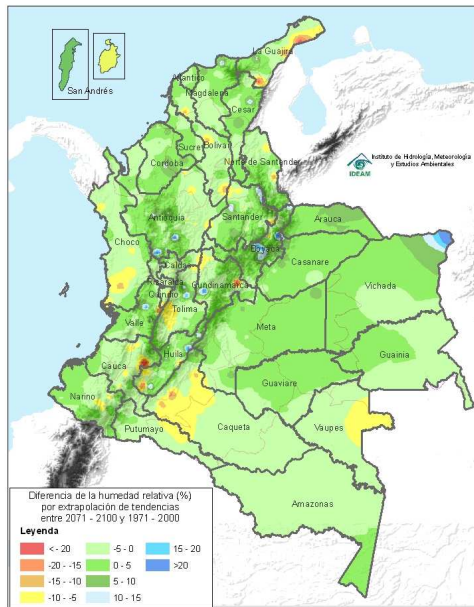 La Guajira
San Andrés
Atlantico
Magdalena
Cesar
Sucre
Bolivar
Cordoba
Norte de Santander
Instituto de Hidrología, Meteorología
y Estudios Ambientales
IDEAM
Antioquia
Santander
Arauca
Choco
Boyaca
Caldas
Casanare
Risaralda
Cundinamarca
Vichada
Quindio
Tolima
Valle
Meta
Huila
Guainia
Cauca
Guaviare
Narino
Putumayo
Caqueta
Vaupes
Amazonas
Diferencia de la humedad relativa (%)
por extrapolación de tendencias
entre 2071 - 2100 y 1971 - 2000
Leyenda
< - 20
-5 - 0
15 - 20
-20 - -15
0 - 5
>20
-15 - -10
5 - 10
-10 - -5
10 - 15